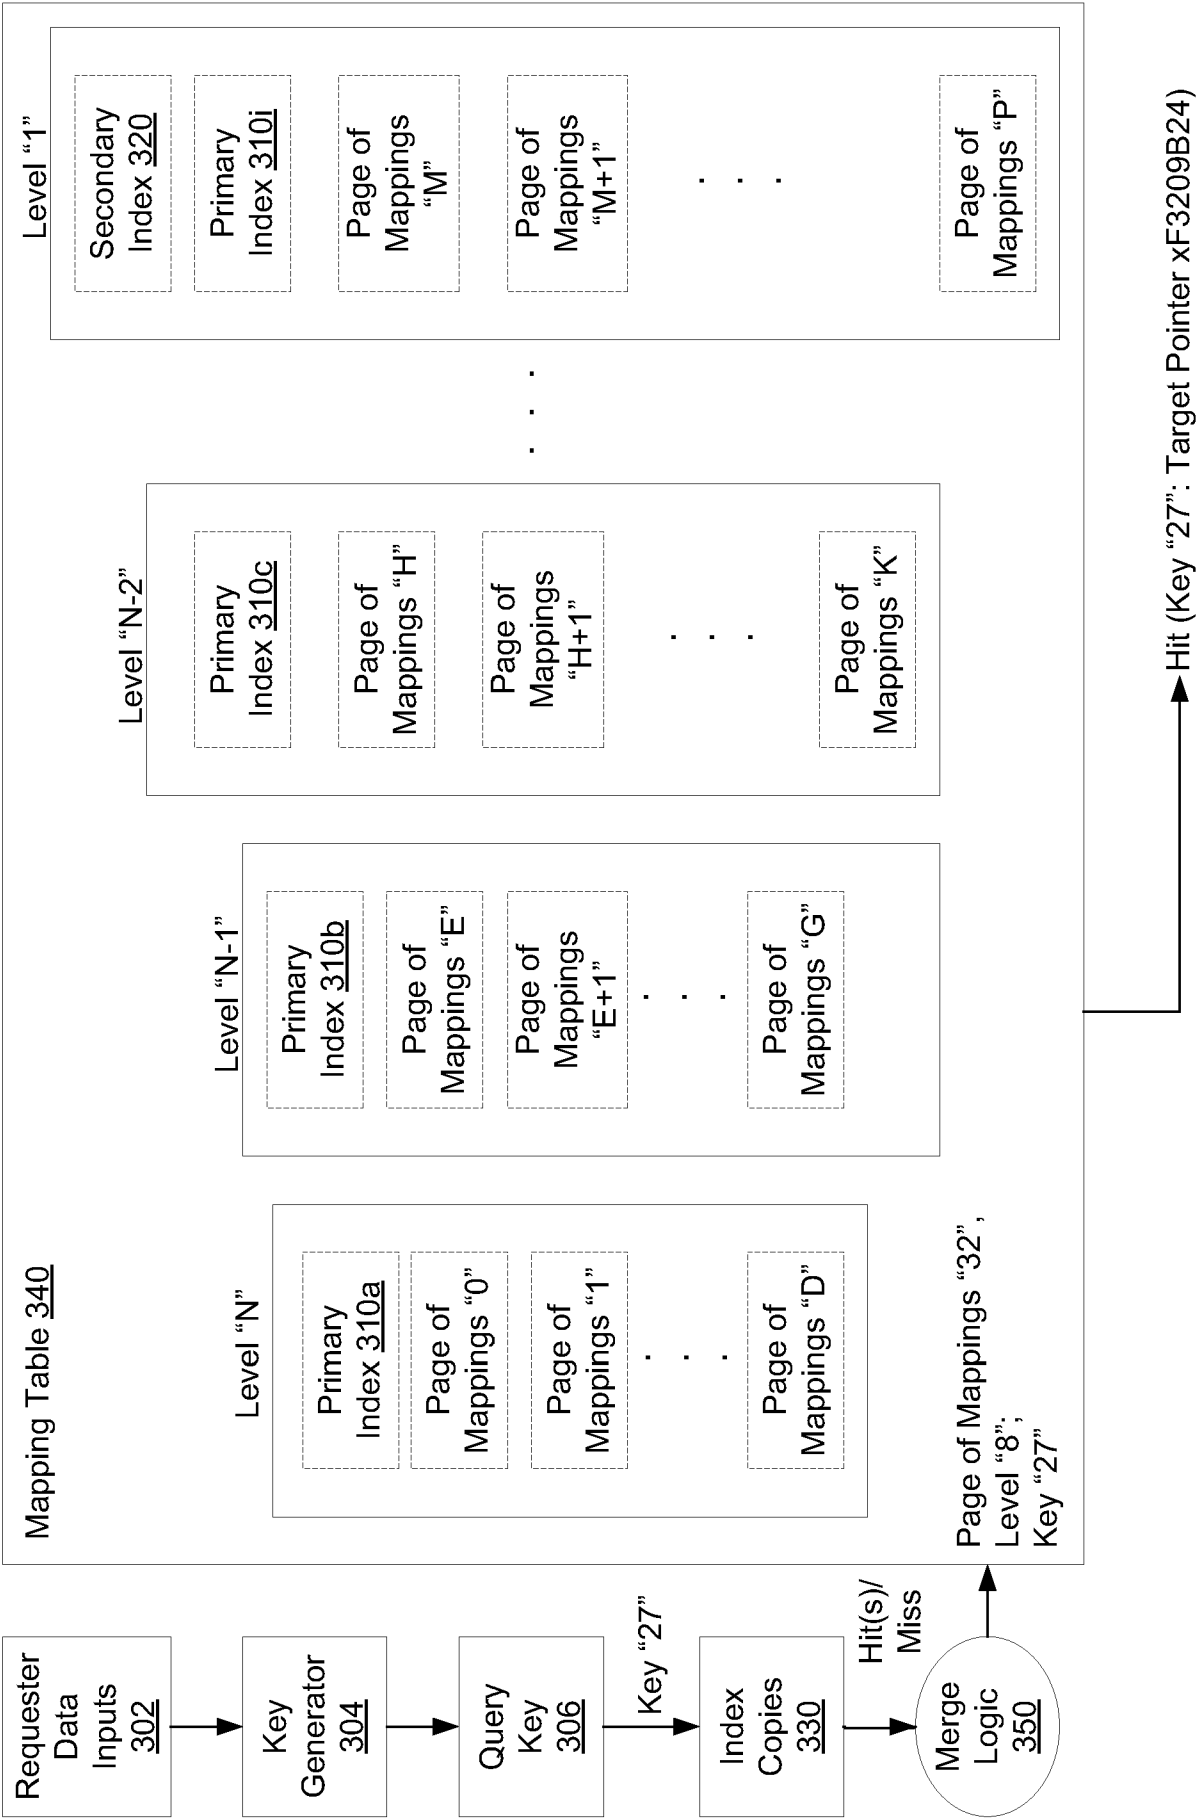 Requester
Data
Inputs
302
Key
Generator
304
Query
Key
306
Key “27”
Index
Copies
330
Hit(s)/
Miss
Merge
Logic
350
Mapping Table 340
Level “N”
Primary
Index 310a
Page of
Mappings “0”
Page of
Mappings “1”
. . .
Page of
Mappings “D”
Page of Mappings “32”,
Level “8”;
Key “27”
Level “N-1”
Primary
Index 310b
Page of
Mappings “E”
Page of
Mappings
“E+1”
. . .
Page of
Mappings “G”
Level “N-2”
Primary
Index 310c
Page of
Mappings “H”
Page of
Mappings
“H+1”
. . .
Page of
Mappings “K”
. . .
Level “1”
Secondary
Index 320
Primary
Index 310i
Page of
Mappings
“M”
Page of
Mappings
“M+1”
. . .
Page of
Mappings “P”
Hit (Key “27”: Target Pointer xF3209B24)